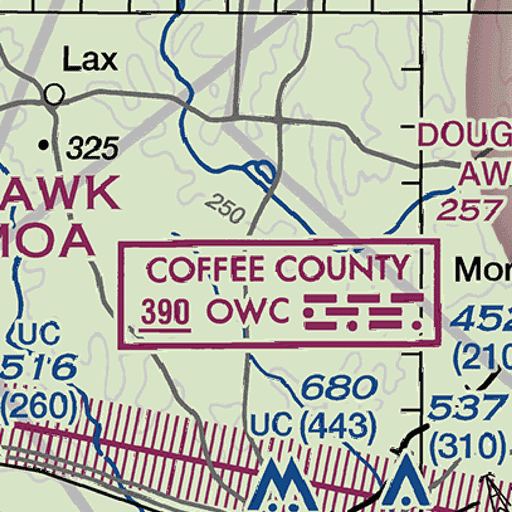 Lax
325
DOUG
AW
257
AWK
MOA
250
COFFEE COUNTY
390 OWC
Mor
452
(210
UC
516
(260)
680
UC (443)
537
(310)